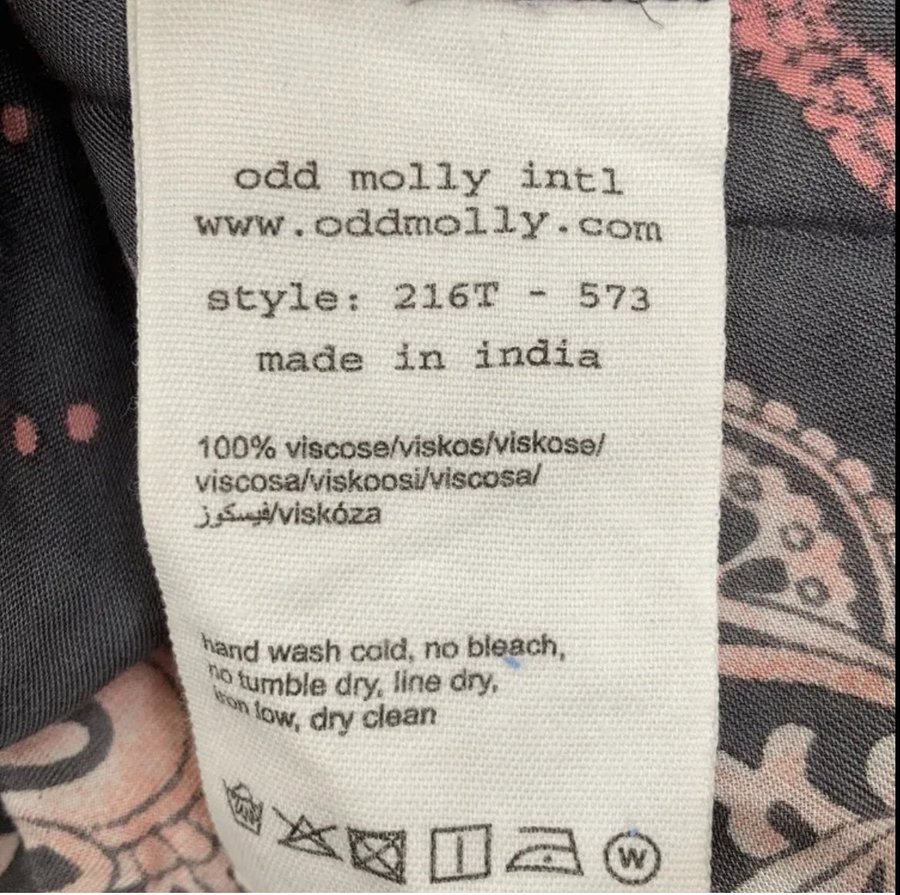 odd molly intl
www.oddmolly.com
style: 216T - 573
made in india
100% viscose/viskos/viskose/
viscosa/viskoosi/viscosa/
فيسكوز/viskóza
hand wash cold, no bleach,
no tumble dry, line dry,
iron low, dry clean
W